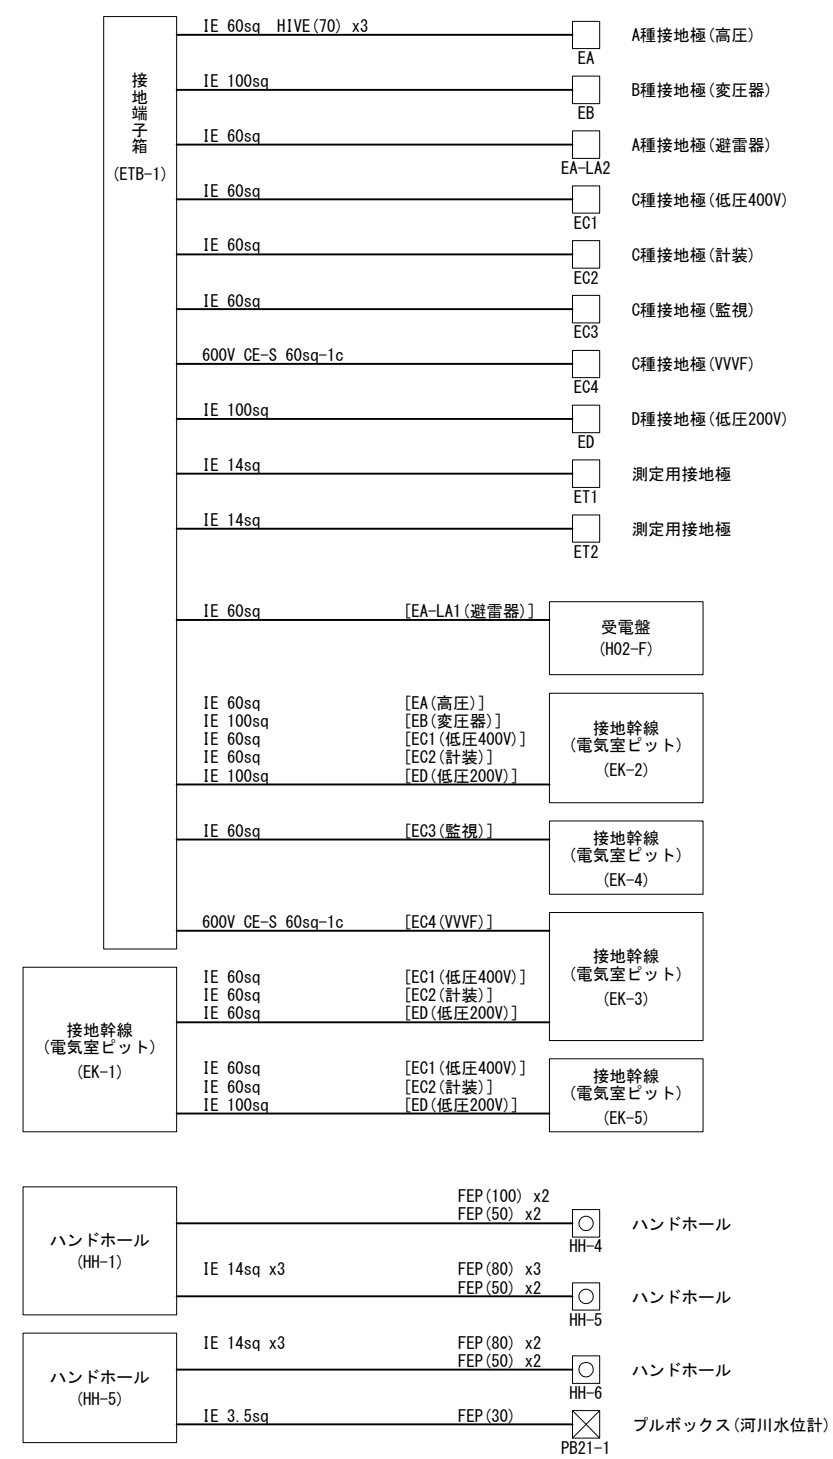 接地端子箱
(ETB-1)
IE 60sq HIVE(70) x3
EA
A種接地極(高圧)
IE 100sq
EB
B種接地極(変圧器)
IE 60sq
EA-LA2
A種接地極(避雷器)
IE 60sq
EC1
C種接地極(低圧400V)
IE 60sq
EC2
C種接地極(計装)
IE 60sq
EC3
C種接地極(監視)
600V CE-S 60sq-1c
EC4
C種接地極(VVVF)
IE 100sq
ED
D種接地極(低圧200V)
IE 14sq
ET1
測定用接地極
IE 14sq
ET2
測定用接地極
IE 60sq [EA-LA1(避雷器)]
受電盤
(H02-F)
IE 60sq [EA(高圧)]
IE 100sq [EB(変圧器)]
IE 60sq [EC1(低圧400V)]
IE 60sq [EC2(計装)]
IE 100sq [ED(低圧200V)]
接地幹線
(電気室ピット)
(EK-2)
IE 60sq [EC3(監視)]
接地幹線
(電気室ピット)
(EK-4)
600V CE-S 60sq-1c [EC4(VVVF)]
接地幹線
(電気室ピット)
(EK-3)
接地幹線
(電気室ピット)
(EK-1)
IE 60sq [EC1(低圧400V)]
IE 60sq [EC2(計装)]
IE 60sq [ED(低圧200V)]
IE 60sq [EC1(低圧400V)]
IE 60sq [EC2(計装)]
IE 100sq [ED(低圧200V)]
接地幹線
(電気室ピット)
(EK-5)
ハンドホール
(HH-1)
FEP(100) x2
FEP(50) x2
HH-4
ハンドホール
IE 14sq x3 FEP(80) x3
FEP(50) x2
HH-5
ハンドホール
ハンドホール
(HH-5)
IE 14sq x3 FEP(80) x2
FEP(50) x2
HH-6
ハンドホール
IE 3.5sq FEP(30)
PB21-1
プルボックス(河川水位計)